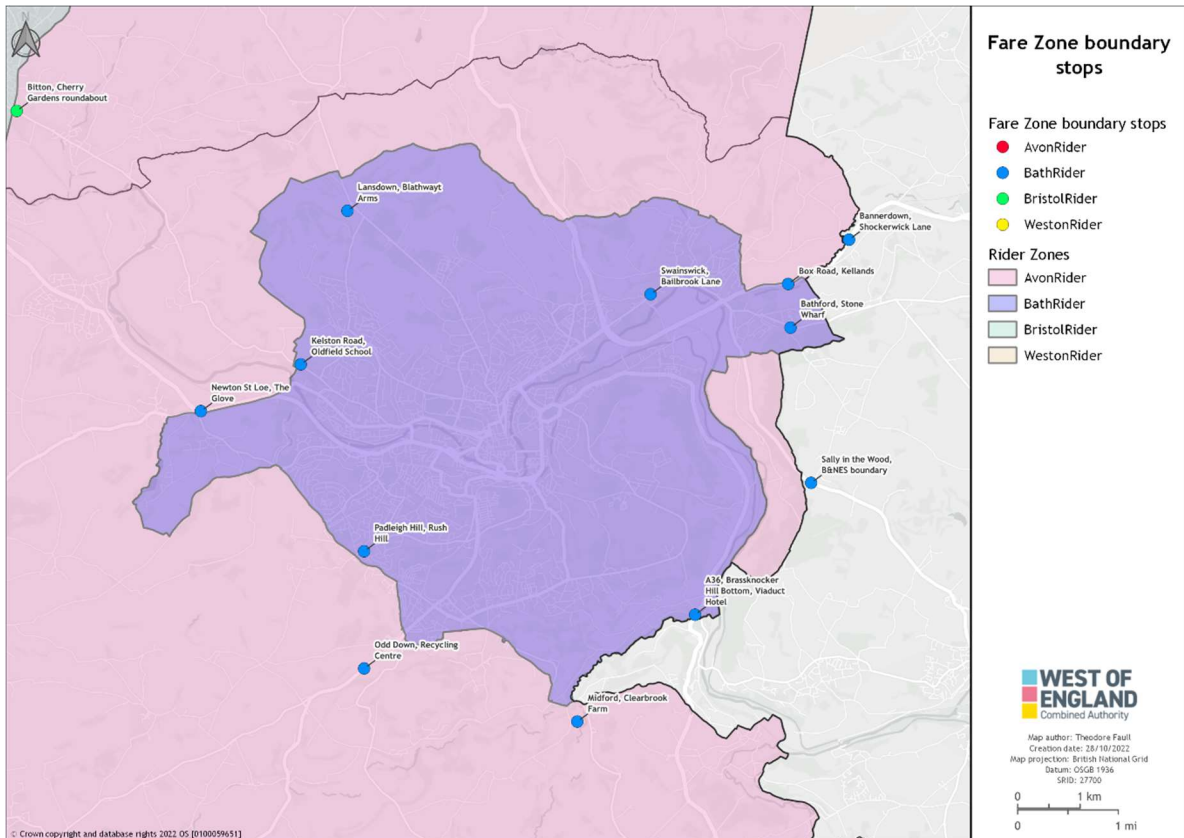 Fare Zone boundary
stops
Fare Zone boundary stops
AvonRider
BathRider
BristolRider
WestonRider
Rider Zones
AvonRider
BathRider
BristolRider
WestonRider
Bitton, Cherry
Gardens roundabout
Lansdown, Blathwayt
Arms
Bannerdown,
Shockerwick Lane
Swainswick,
Bailbrook Lane
Box Road, Kellands
Bathford, Stone
Wharf
Kelston Road,
Oldfield School
Newton St Loe, The
Glove
Sally in the Wood,
B&NES boundary
Padleigh Hill, Rush
Hill
A36, Brassknocker
Hill Bottom, Viaduct
Hotel
Odd Down, Recycling
Centre
Midford, Clearbrook
Farm
WEST OF
ENGLAND
Combined Authority
Map author: Theodore Faull
Creation date: 28/10/2022
Map projection: British National Grid
Datum: OSGB 1936
SRID: 27700
0 1 km
0 1 mi
© Crown copyright and database rights 2022 OS [0100059651]